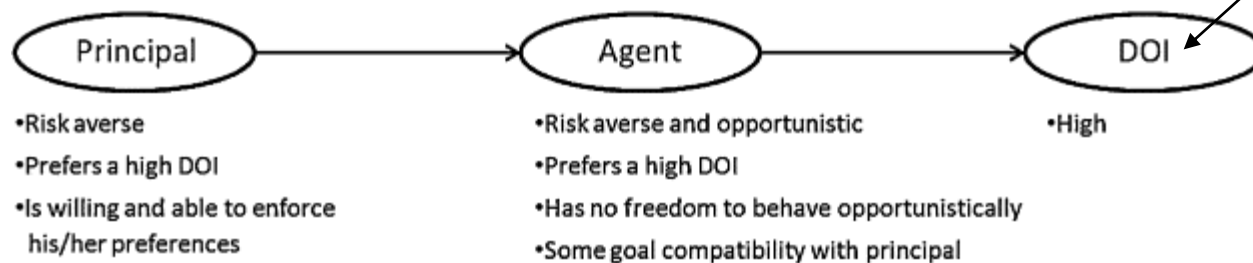 Principal
Agent
DOI
•Risk averse
•Prefers a high DOI
•Is willing and able to enforce
his/her preferences
•Risk averse and opportunistic
•Prefers a high DOI
•Has no freedom to behave opportunistically
•Some goal compatibility with principal
•High